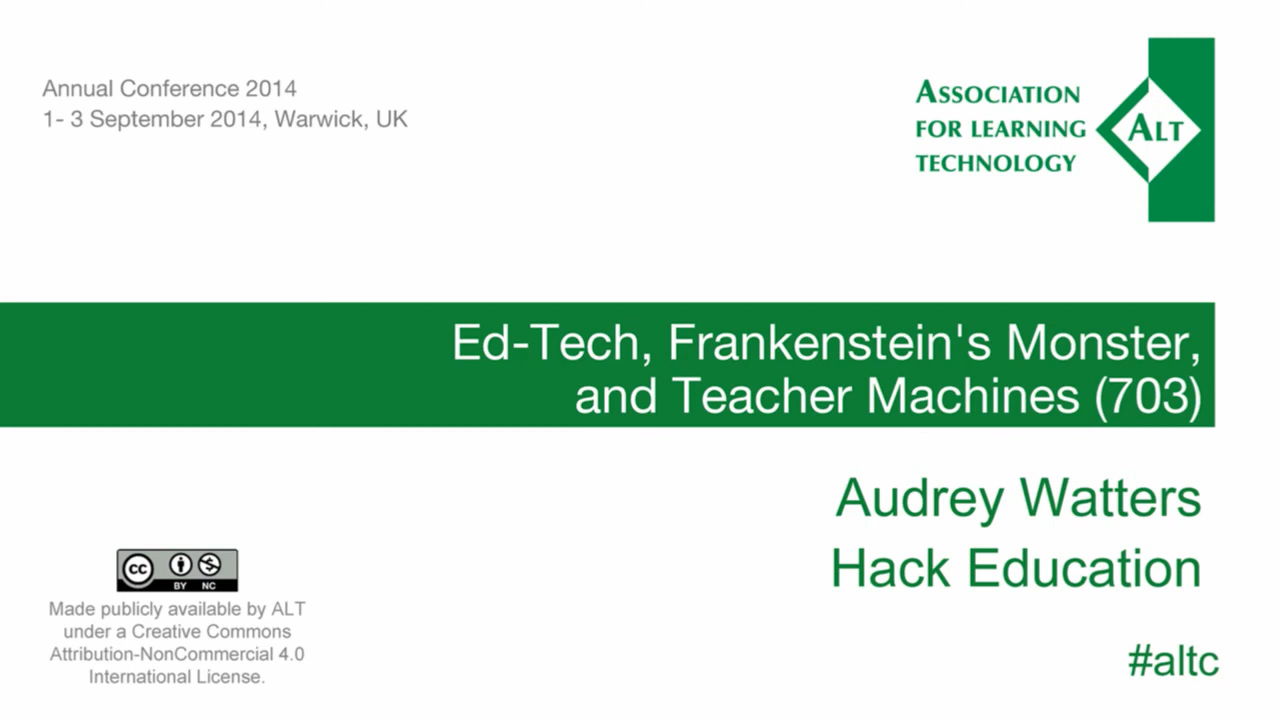 Annual Conference 2014
1- 3 September 2014, Warwick, UK
ASSOCIATION
FOR LEARNING
TECHNOLOGY
ALT
Ed-Tech, Frankenstein's Monster,
and Teacher Machines (703)
Audrey Watters
Hack Education
cc
BY NC
Made publicly available by ALT
under a Creative Commons
Attribution-NonCommercial 4.0
International License.
#altc